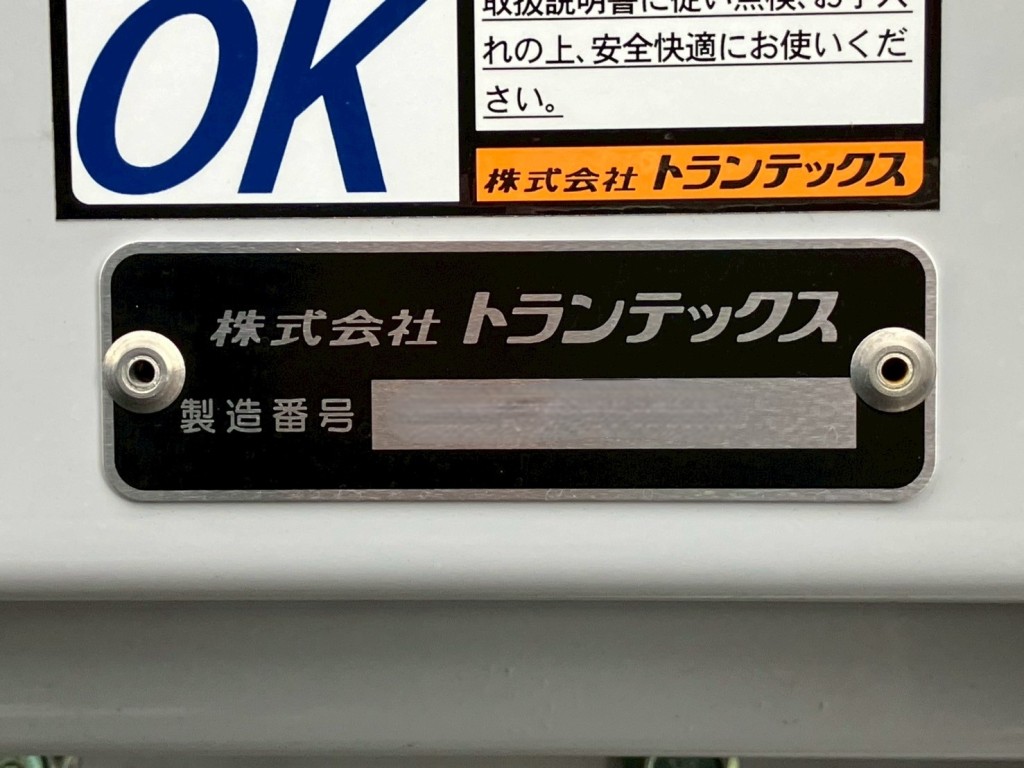 OK
取扱説明書に従い点検、お手入
れの上、安全快適にお使いくだ
さい。
株式会社 トランテックス
株式会社 トランテックス
製造番号